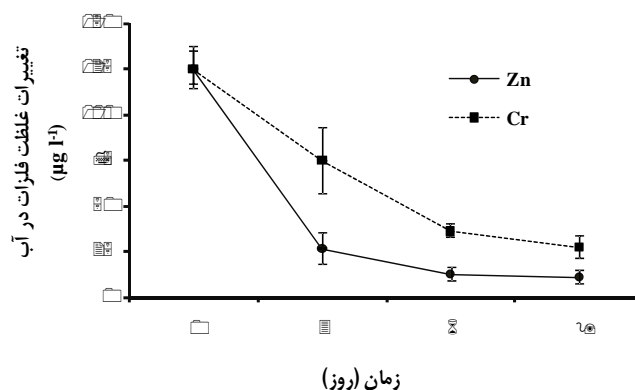 تغییرات غلظت فلزات در آب
(µg l-1)
Zn
Cr
زمان (روز)